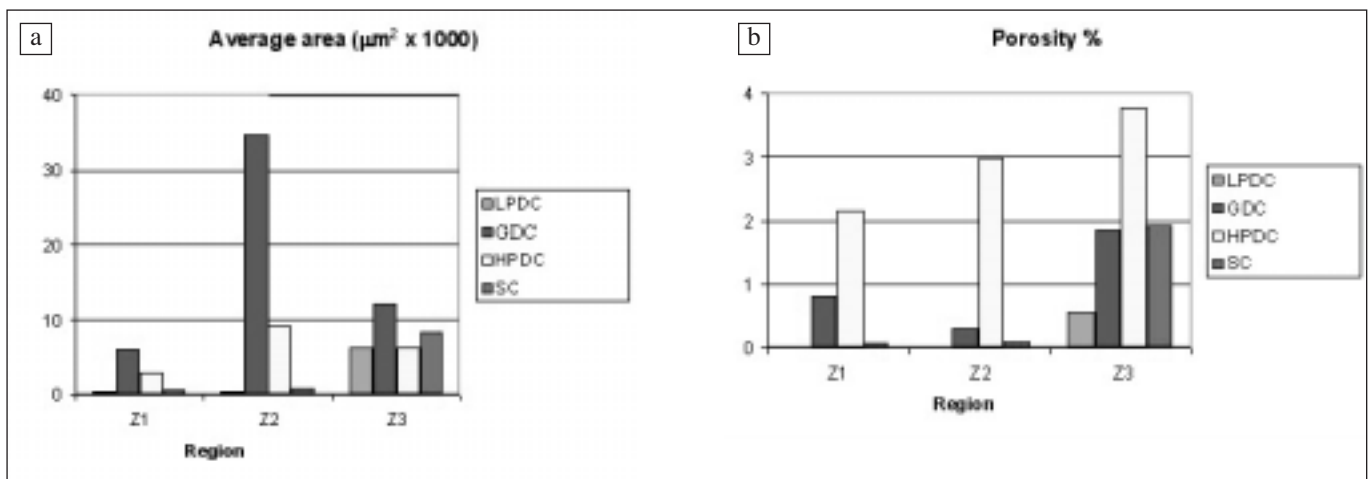 a
Average area (μm² x 1000)
40
30
20
10
0
Z1
Z2
Z3
Region
LPDC
GDC
HPDC
SC
b
Porosity %
4
3
2
1
0
Z1
Z2
Z3
Region
LPDC
GDC
HPDC
SC